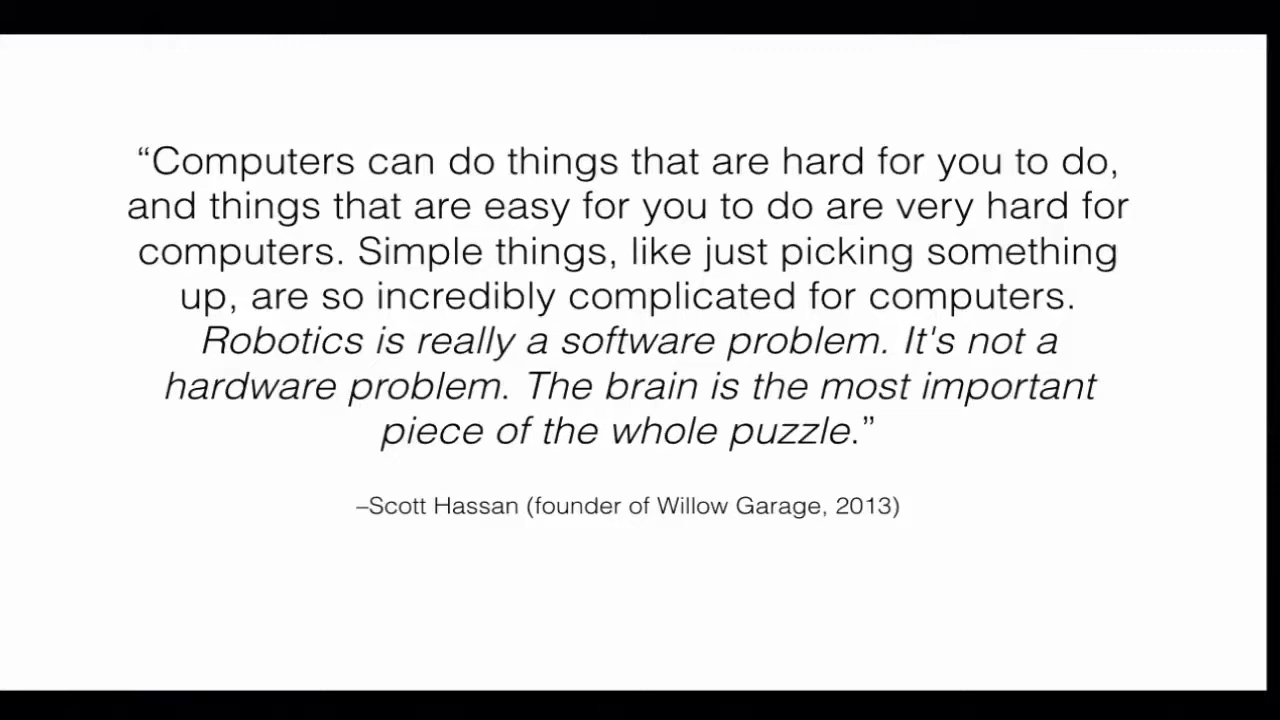 “Computers can do things that are hard for you to do,
and things that are easy for you to do are very hard for
computers. Simple things, like just picking something
up, are so incredibly complicated for computers.
Robotics is really a software problem. It's not a
hardware problem. The brain is the most important
piece of the whole puzzle.”
–Scott Hassan (founder of Willow Garage, 2013)